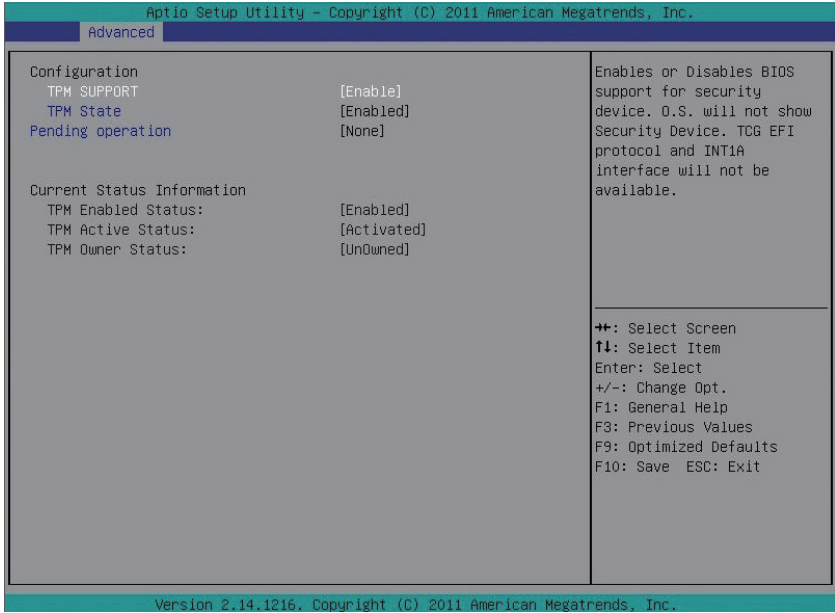 Aptio Setup Utility – Copyright (C) 2011 American Megatrends, Inc.
Advanced
Configuration
TPM SUPPORT [Enable]
TPM State [Enabled]
Pending operation [None]
Current Status Information
TPM Enabled Status: [Enabled]
TPM Active Status: [Activated]
TPM Owner Status: [UnOwned]
Enables or Disables BIOS
support for security
device. O.S. will not show
Security Device. TCG EFI
protocol and INT1A
interface will not be
available.
→←: Select Screen
↑↓: Select Item
Enter: Select
+/-: Change Opt.
F1: General Help
F3: Previous Values
F9: Optimized Defaults
F10: Save ESC: Exit
Version 2.14.1216. Copyright (C) 2011 American Megatrends, Inc.